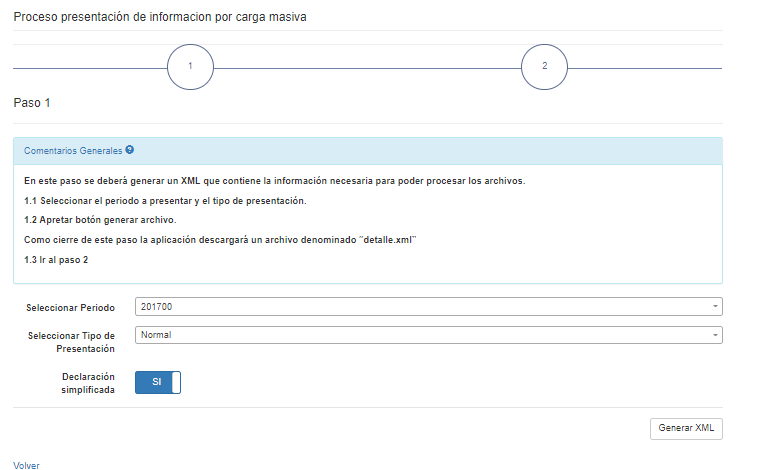 Proceso presentación de informacion por carga masiva
1
2
Paso 1
Comentarios Generales ?
En este paso se deberá generar un XML que contiene la información necesaria para poder procesar los archivos.
1.1 Seleccionar el periodo a presentar y el tipo de presentación.
1.2 Apretar botón generar archivo.
Como cierre de este paso la aplicación descargará un archivo denominado ¨detalle.xml¨
1.3 Ir al paso 2
Seleccionar Periodo
201700
Seleccionar Tipo de
Presentación
Normal
Declaración
simplificada
SI
Generar XML
Volver